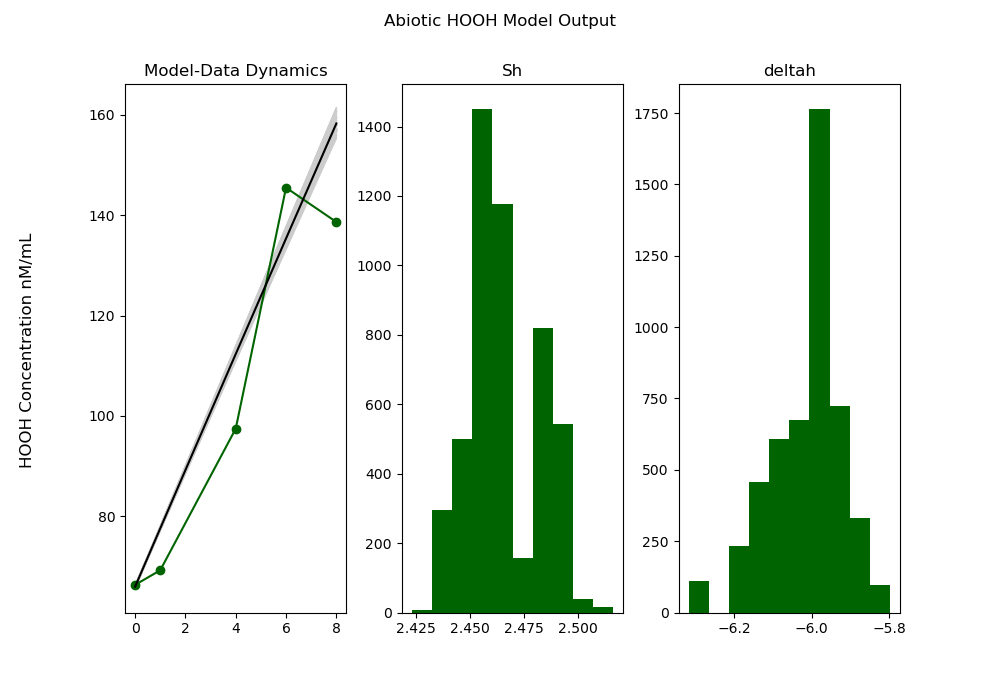 Abiotic HOOH Model Output
Model-Data Dynamics
Sh
deltah
HOOH Concentration nM/mL
160
140
120
100
80
0 2 4 6 8
1400
1200
1000
800
600
400
200
0
2.425 2.450 2.475 2.500
1750
1500
1250
1000
750
500
250
0
−6.2 −6.0 −5.8